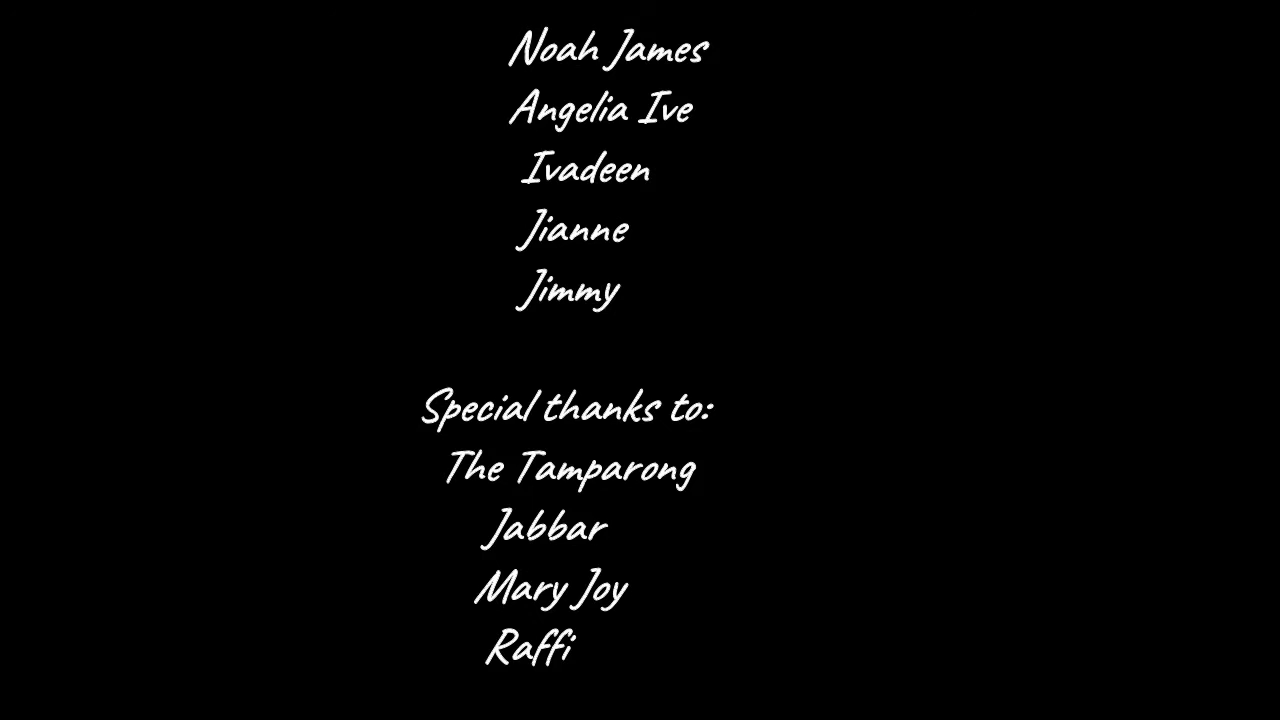 Noah James
Angelia Ive
Ivadeen
Jianne
Jimmy
Special thanks to:
The Tamparong
Jabbar
Mary Joy
Raffi